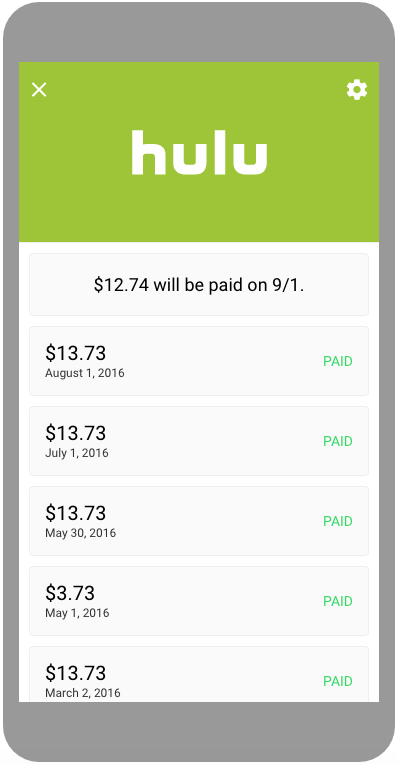 hulu
$12.74 will be paid on 9/1.
$13.73
August 1, 2016
PAID
$13.73
July 1, 2016
PAID
$13.73
May 30, 2016
PAID
$3.73
May 1, 2016
PAID
$13.73
March 2, 2016
PAID